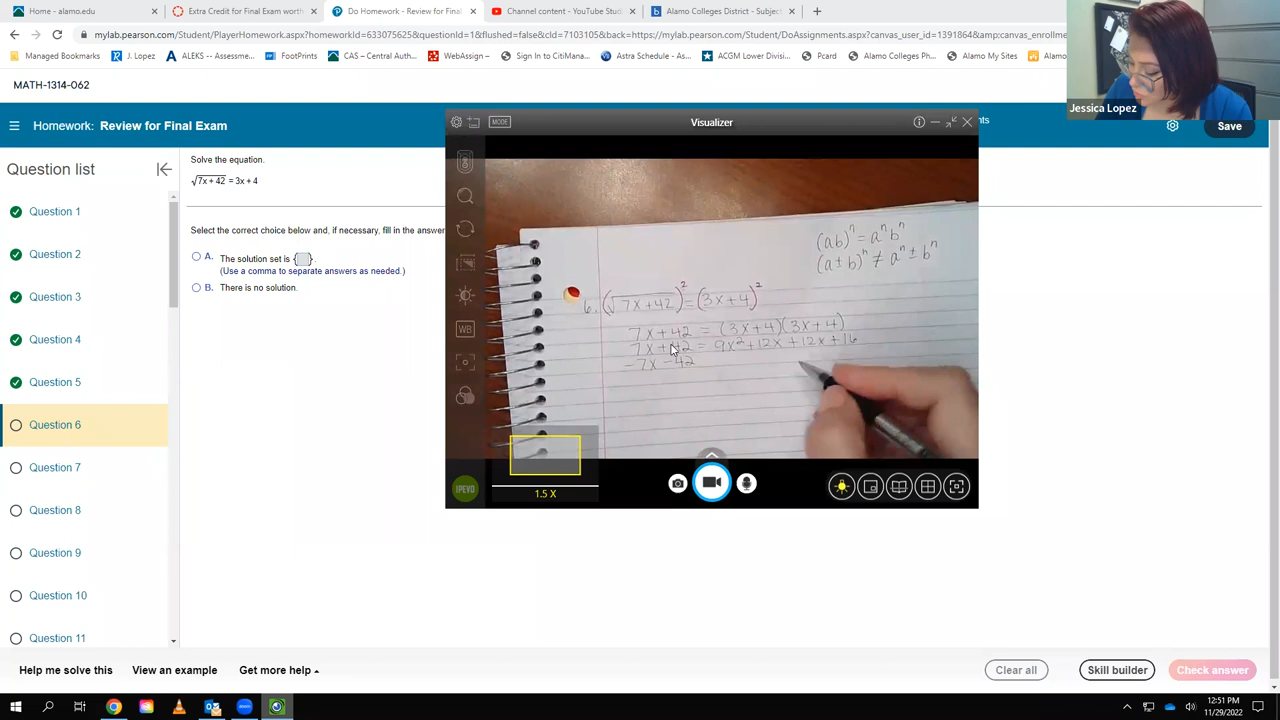 Home - alamo.edu
Extra Credit for Final Exam worth
Do Homework - Review for Final
Channel content - YouTube Stud
Alamo Colleges District - Subject
mylab.pearson.com/Student/PlayerHomework.aspx?homeworkId=633075625&questionId=1&flushed=false&cId=7103105&back=https://mylab.pearson.com/Student/DoAssignments.aspx?canvas_user_id=1391864&amp;canvas_enrollme
Managed Bookmarks
J. Lopez
ALEKS -- Assessme...
FootPrints
CAS – Central Auth...
WebAssign –
Sign In to CitiMana...
Astra Schedule - As...
ACGM Lower Divisi...
Pcard
Alamo Colleges Ph...
Alamo My Sites
Alamo
Jessica Lopez
MATH-1314-062
Homework: Review for Final Exam
Save
Question list
Question 1
Question 2
Question 3
Question 4
Question 5
Question 6
Question 7
Question 8
Question 9
Question 10
Question 11
Solve the equation.
√7x + 42 = 3x + 4
Select the correct choice below and, if necessary, fill in the answer
A. The solution set is { }.
(Use a comma to separate answers as needed.)
B. There is no solution.
MODE
Visualizer
WB
IPEVO
1.5 X
(ab)ⁿ = aⁿbⁿ
(a±b)ⁿ ≠ aⁿ±bⁿ
6. (√7x+42)² = (3x+4)²
7x+42 = (3x+4)(3x+4)
7x+42 = 9x²+12x+12x+16
-7x -42
Help me solve this
View an example
Get more help
Clear all
Skill builder
Check answer
12:51 PM
11/29/2022